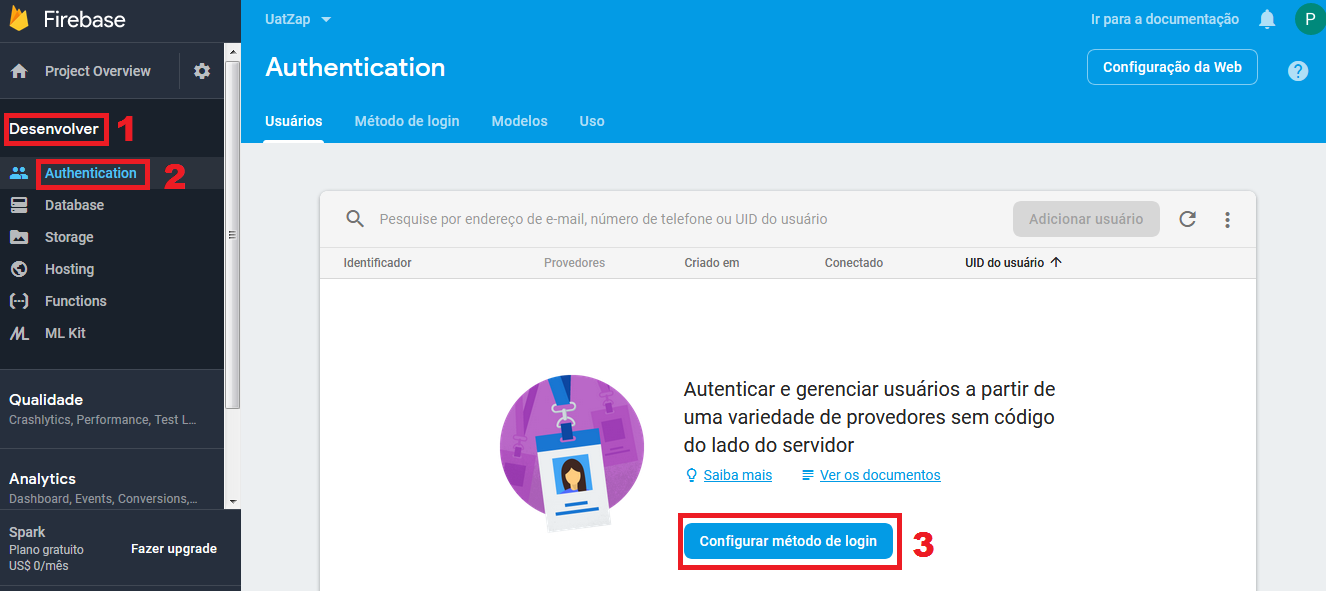 Firebase
Project Overview
Desenvolver 1
Authentication 2
Database
Storage
Hosting
Functions
ML Kit
Qualidade
Crashlytics, Performance, Test L...
Analytics
Dashboard, Events, Conversions,...
Spark
Plano gratuito
US$ 0/mês
Fazer upgrade
UatZap
Ir para a documentação
P
Authentication
Configuração da Web
?
Usuários Método de login Modelos Uso
Pesquise por endereço de e-mail, número de telefone ou UID do usuário
Adicionar usuário
Identificador Provedores Criado em Conectado UID do usuário
Autenticar e gerenciar usuários a partir de
uma variedade de provedores sem código
do lado do servidor
Saiba mais Ver os documentos
Configurar método de login 3